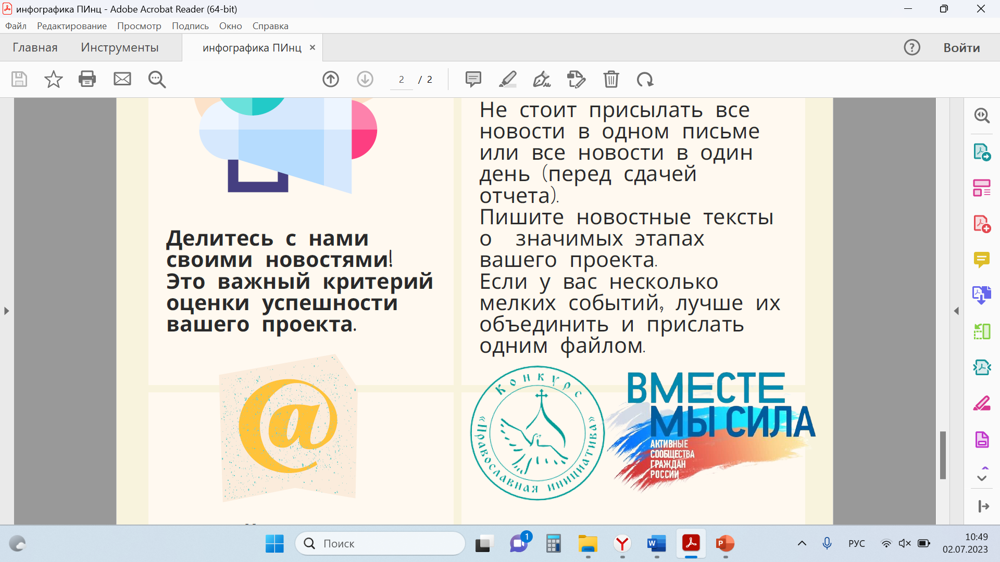 инфографика ПИнц - Adobe Acrobat Reader (64-bit)
Файл Редактирование Просмотр Подпись Окно Справка
Главная Инструменты инфографика ПИнц × Войти
2 / 2
Делитесь с нами
своими новостями!
Это важный критерий
оценки успешности
вашего проекта.
@
Не стоит присылать все
новости в одном письме
или все новости в один
день (перед сдачей
отчета).
Пишите новостные тексты
о значимых этапах
вашего проекта.
Если у вас несколько
мелких событий, лучше их
объединить и прислать
одним файлом.
Конкурс
«Православная инициатива»
ВМЕСТЕ
МЫ СИЛА
АКТИВНЫЕ
СООБЩЕСТВА
ГРАЖДАН
РОССИИ
Поиск
1
РУС
10:49
02.07.2023